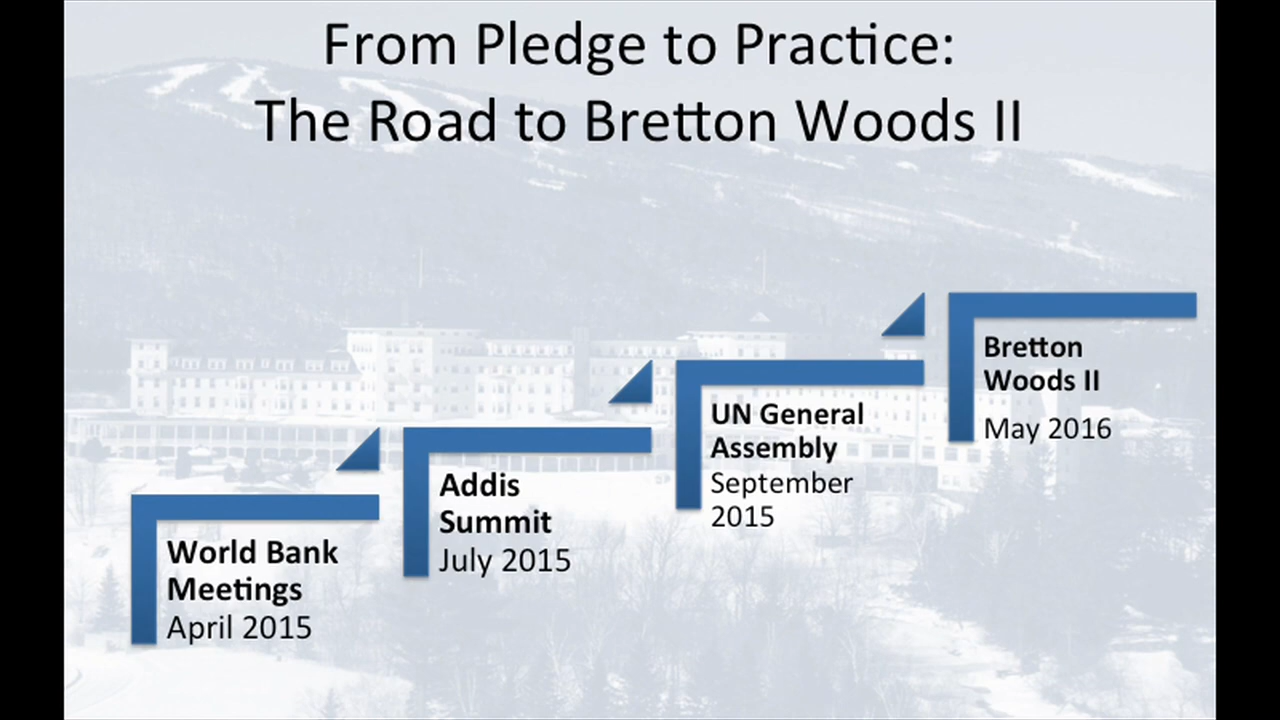 From Pledge to Practice:
The Road to Bretton Woods II
World Bank
Meetings
April 2015
Addis
Summit
July 2015
UN General
Assembly
September
2015
Bretton
Woods II
May 2016